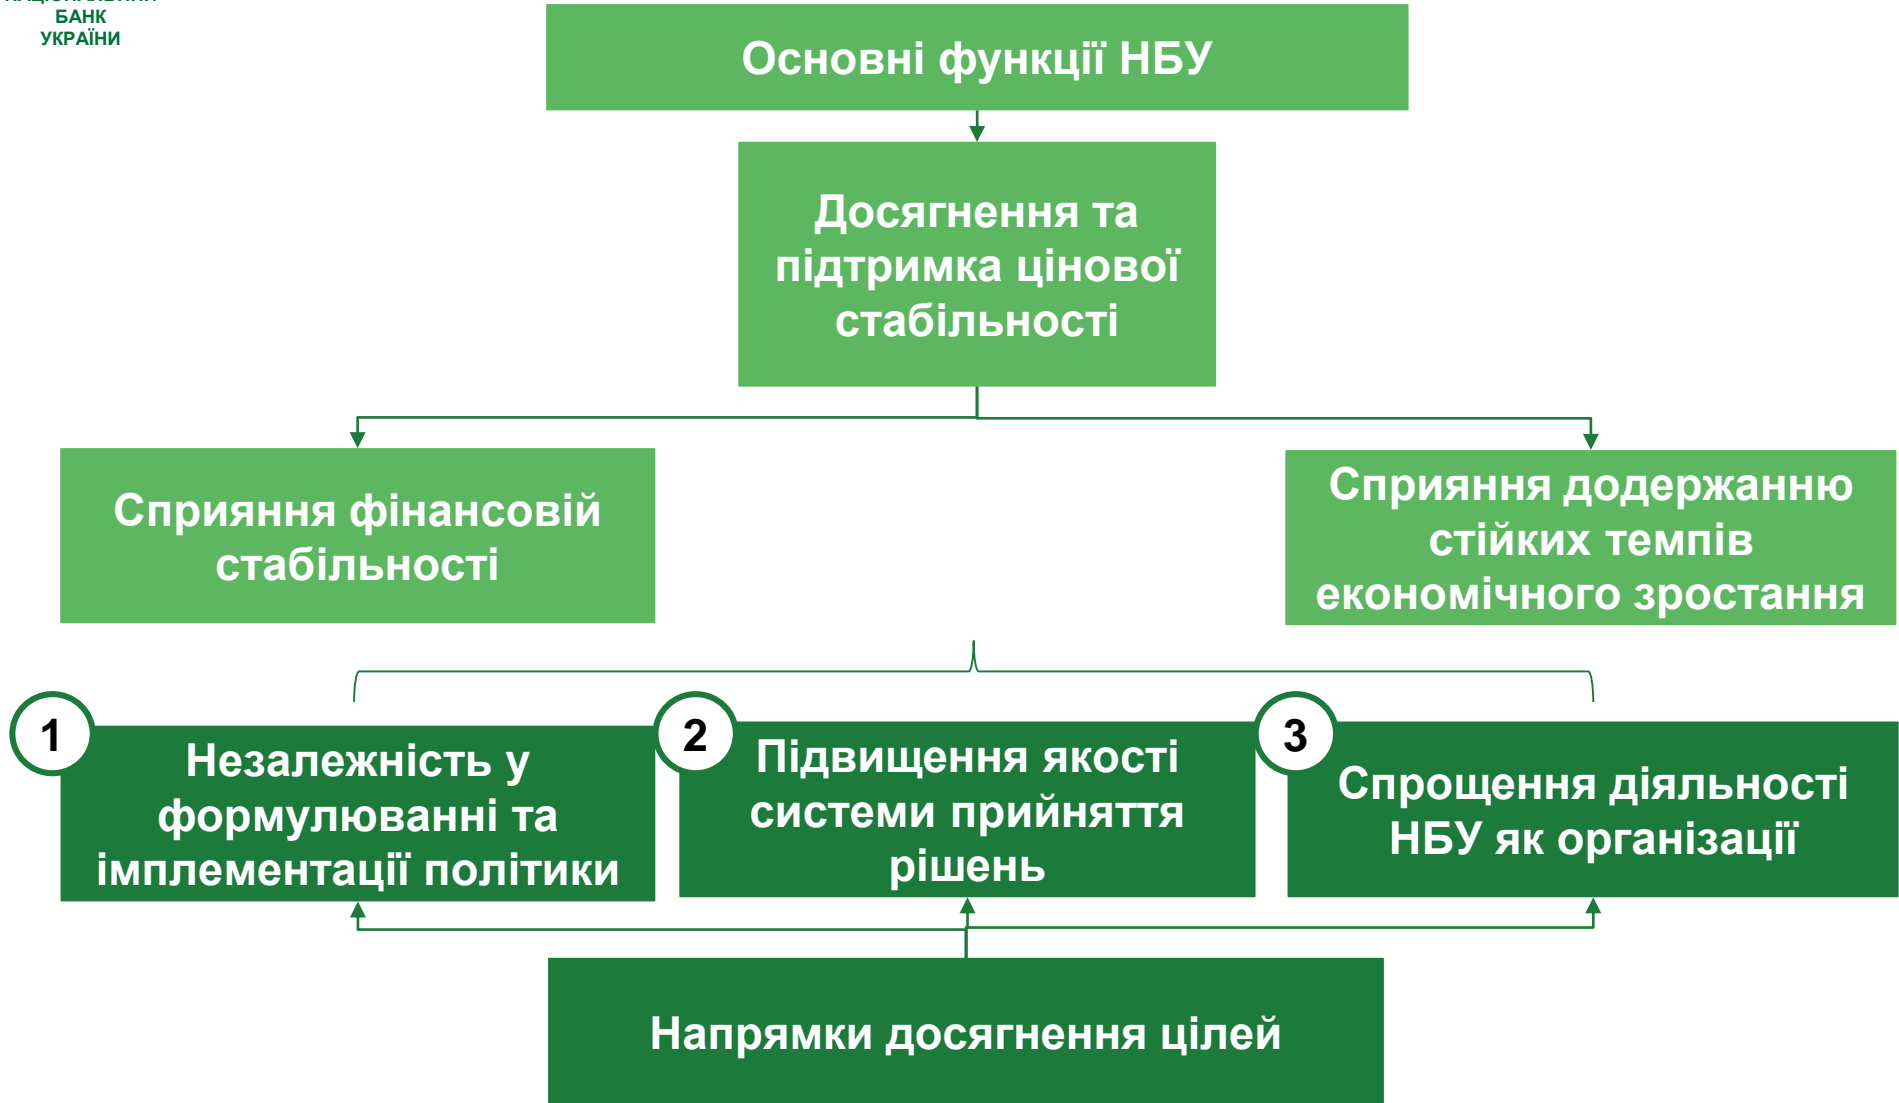 БАНК
УКРАЇНИ
Основні функції НБУ
Досягнення та
підтримка цінової
стабільності
Сприяння фінансовій
стабільності
Сприяння додержанню
стійких темпів
економічного зростання
1
Незалежність у
формулюванні та
імплементації політики
2
Підвищення якості
системи прийняття
рішень
3
Спрощення діяльності
НБУ як організації
Напрямки досягнення цілей